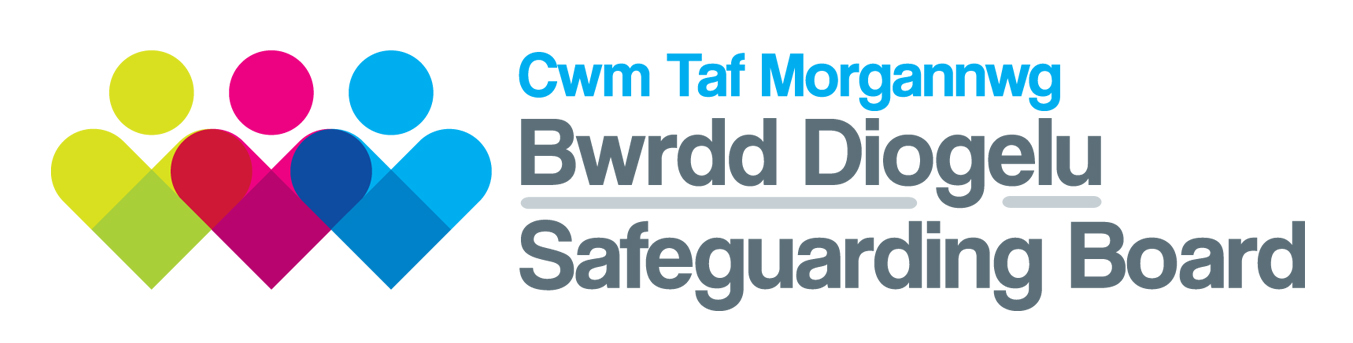 Cwm Taf Morgannwg
Bwrdd Diogelu
Safeguarding Board